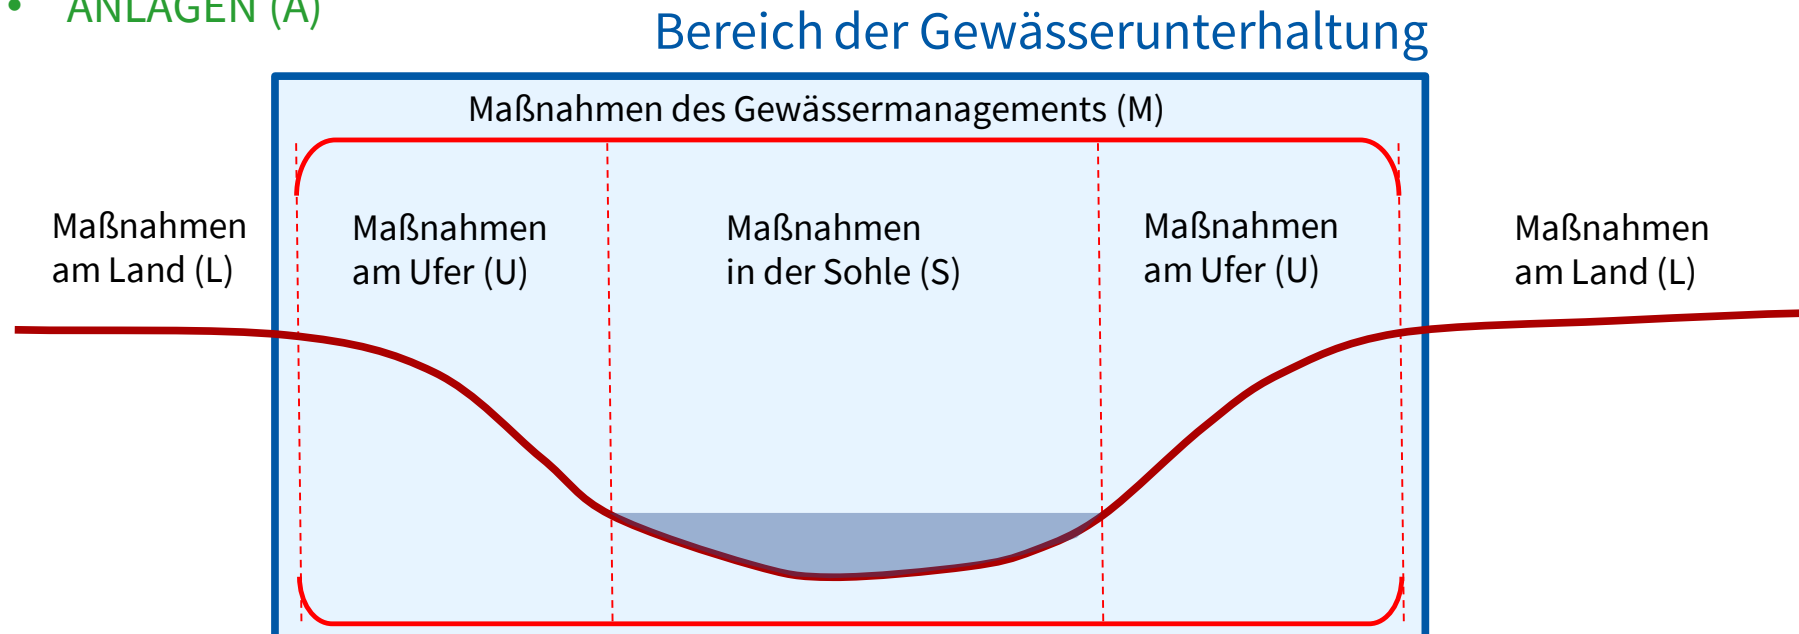 • ANLAGEN (A)
Bereich der Gewässerunterhaltung
Maßnahmen des Gewässermanagements (M)
Maßnahmen
am Land (L)
Maßnahmen
am Ufer (U)
Maßnahmen
in der Sohle (S)
Maßnahmen
am Ufer (U)
Maßnahmen
am Land (L)